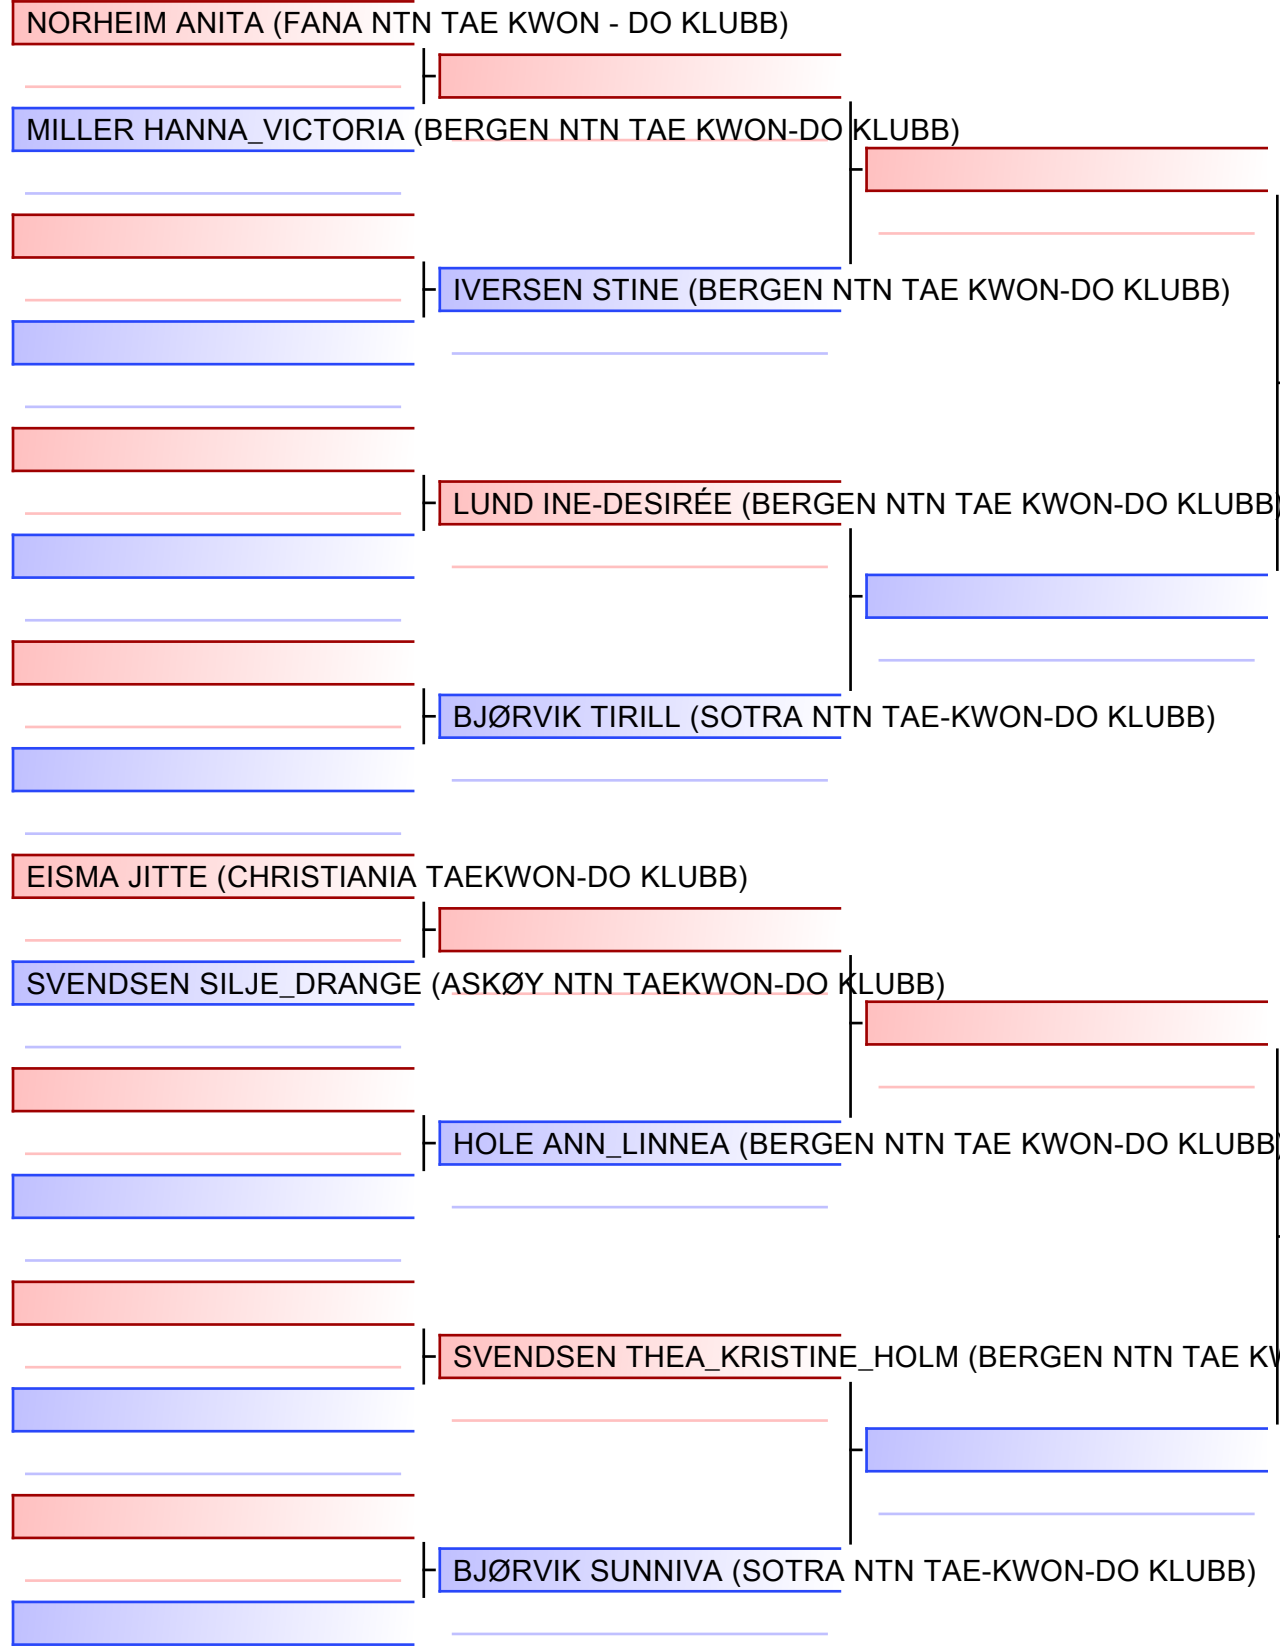 NORHEIM ANITA (FANA NTN TAE KWON - DO KLUBB)
MILLER HANNA_VICTORIA (BERGEN NTN TAE KWON-DO KLUBB)
IVERSEN STINE (BERGEN NTN TAE KWON-DO KLUBB)
LUND INE-DESIRÉE (BERGEN NTN TAE KWON-DO KLUBB)
BJØRVIK TIRILL (SOTRA NTN TAE-KWON-DO KLUBB)
EISMA JITTE (CHRISTIANIA TAEKWON-DO KLUBB)
SVENDSEN SILJE_DRANGE (ASKØY NTN TAEKWON-DO KLUBB)
HOLE ANN_LINNEA (BERGEN NTN TAE KWON-DO KLUBB)
SVENDSEN THEA_KRISTINE_HOLM (BERGEN NTN TAE
BJØRVIK SUNNIVA (SOTRA NTN TAE-KWON-DO KLUBB)